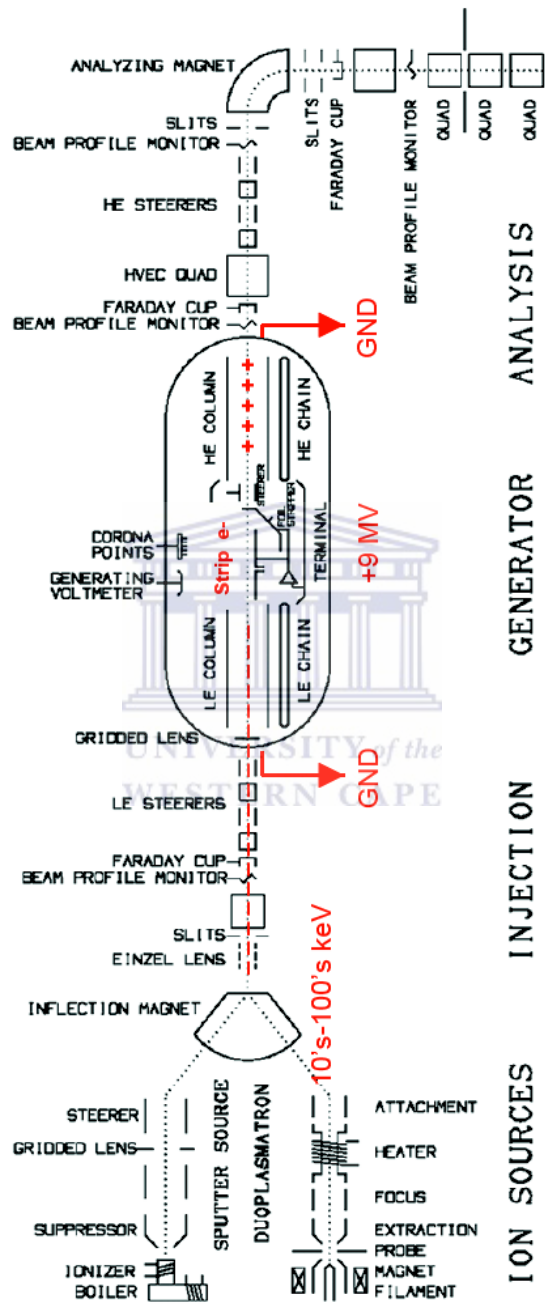 ANALYZING MAGNET
SLITS
BEAM PROFILE MONITOR
HE STEERERS
HVEC QUAD
FARADAY CUP
BEAM PROFILE MONITOR
SLITS
FARADAY CUP
BEAM PROFILE MONITOR
QUAD
QUAD
QUAD
ANALYSIS
GND
HE COLUMN
+++++
HE CHAIN
STEERER
FOIL STRIPPER
Strip e-
TERMINAL
+9 MV
CORONA
POINTS
GENERATING
VOLTMETER
GENERATOR
LE COLUMN
LE CHAIN
GRIDDED LENS
UNIVERSITY of the
WESTERN CAPE
GND
LE STEERERS
FARADAY CUP
BEAM PROFILE MONITOR
SLITS
EINZEL LENS
INJECTION
INFLECTION MAGNET
10's-100's keV
STEERER
GRIDDED LENS
SUPPRESSOR
IONIZER
BOILER
SPUTTER SOURCE
DUOPLASMATRON
ATTACHMENT
HEATER
FOCUS
EXTRACTION
PROBE
MAGNET
FILAMENT
ION SOURCES